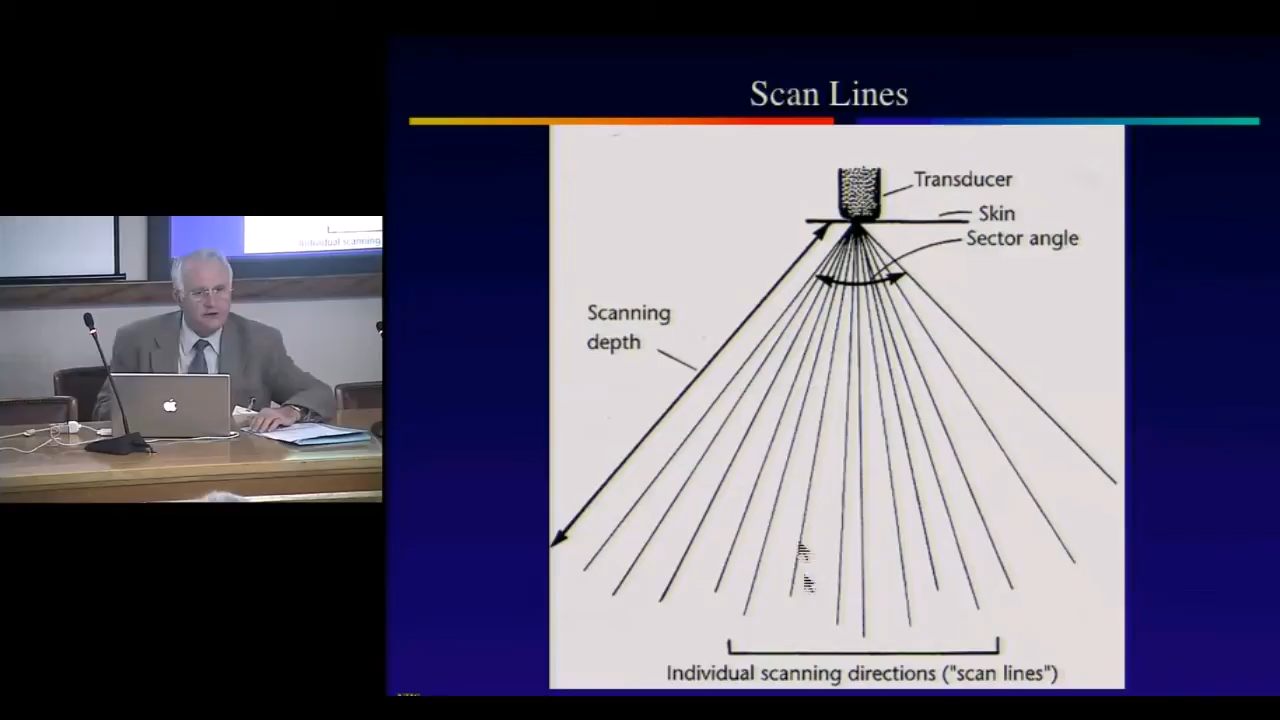 Scan Lines
Transducer
Skin
Sector angle
Scanning
depth
Individual scanning directions ("scan lines")